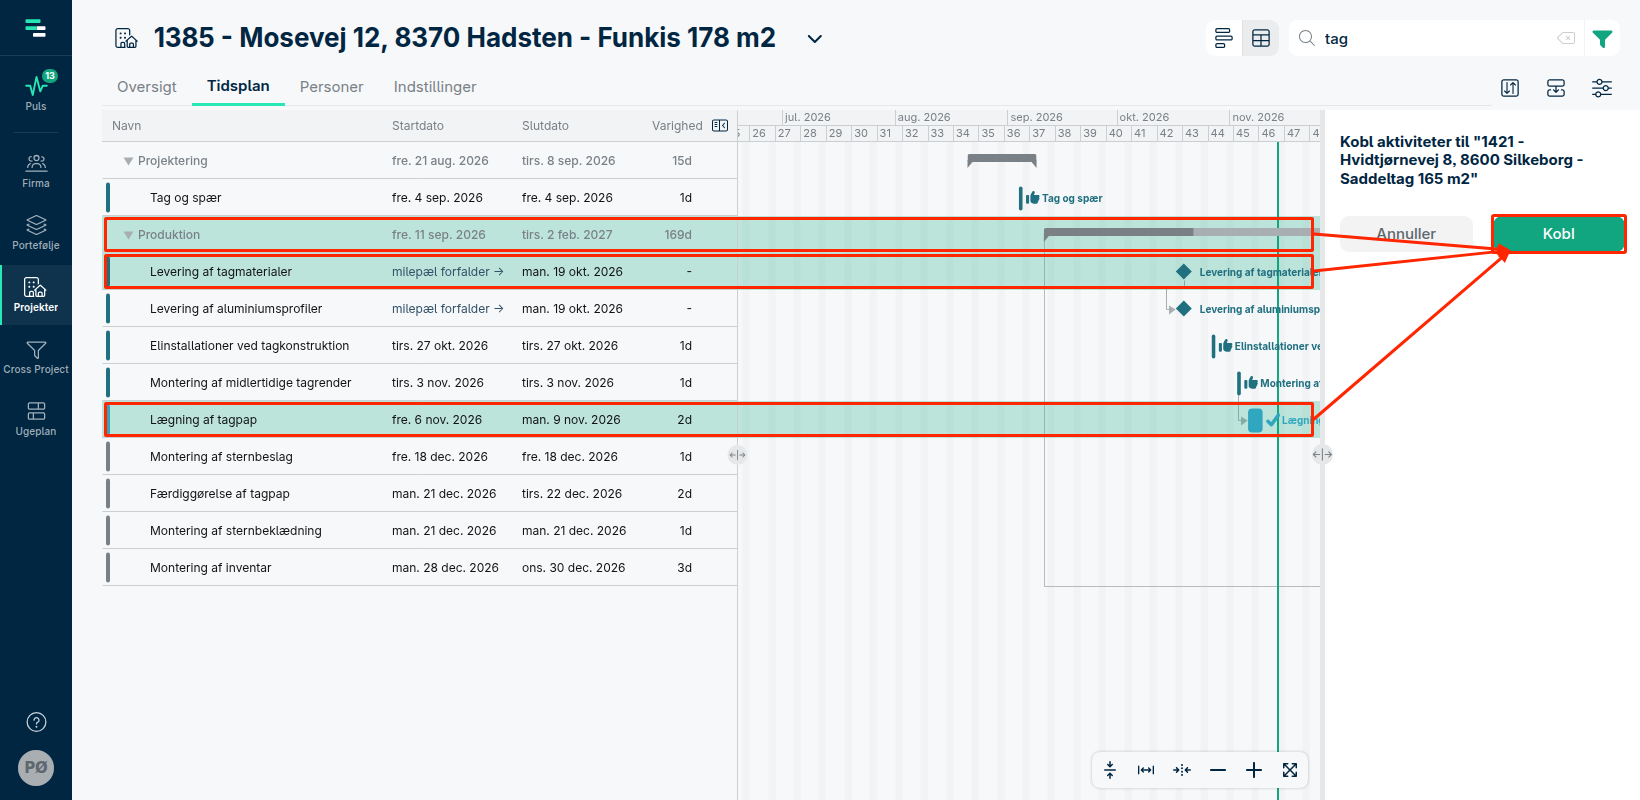 1385 - Mosevej 12, 8370 Hadsten - Funkis 178 m2
tag
13
Puls
Firma
Portefølje
Projekter
Cross Project
Ugeplan
PØ
Oversigt Tidsplan Personer Indstillinger
Navn Startdato Slutdato Varighed
jul. 2026 aug. 2026 sep. 2026 okt. 2026 nov. 2026
26 27 28 29 30 31 32 33 34 35 36 37 38 39 40 41 42 43 44 45 46 47
Projektering fre. 21 aug. 2026 tirs. 8 sep. 2026 15d
Tag og spær fre. 4 sep. 2026 fre. 4 sep. 2026 1d Tag og spær
Produktion fre. 11 sep. 2026 tirs. 2 feb. 2027 169d
Levering af tagmaterialer milepæl forfalder → man. 19 okt. 2026 - Levering af tagmateriale
Levering af aluminiumsprofiler milepæl forfalder → man. 19 okt. 2026 - Levering af aluminiumsp
Elinstallationer ved tagkonstruktion tirs. 27 okt. 2026 tirs. 27 okt. 2026 1d Elinstallationer ve
Montering af midlertidige tagrender tirs. 3 nov. 2026 tirs. 3 nov. 2026 1d Montering a
Lægning af tagpap fre. 6 nov. 2026 man. 9 nov. 2026 2d Lægnin
Montering af sternbeslag fre. 18 dec. 2026 fre. 18 dec. 2026 1d
Færdiggørelse af tagpap man. 21 dec. 2026 tirs. 22 dec. 2026 2d
Montering af sternbeklædning man. 21 dec. 2026 man. 21 dec. 2026 1d
Montering af inventar man. 28 dec. 2026 ons. 30 dec. 2026 3d
Kobl aktiviteter til "1421 -
Hvidtjørnevej 8, 8600 Silkeborg -
Saddeltag 165 m2"
Annuller Kobl